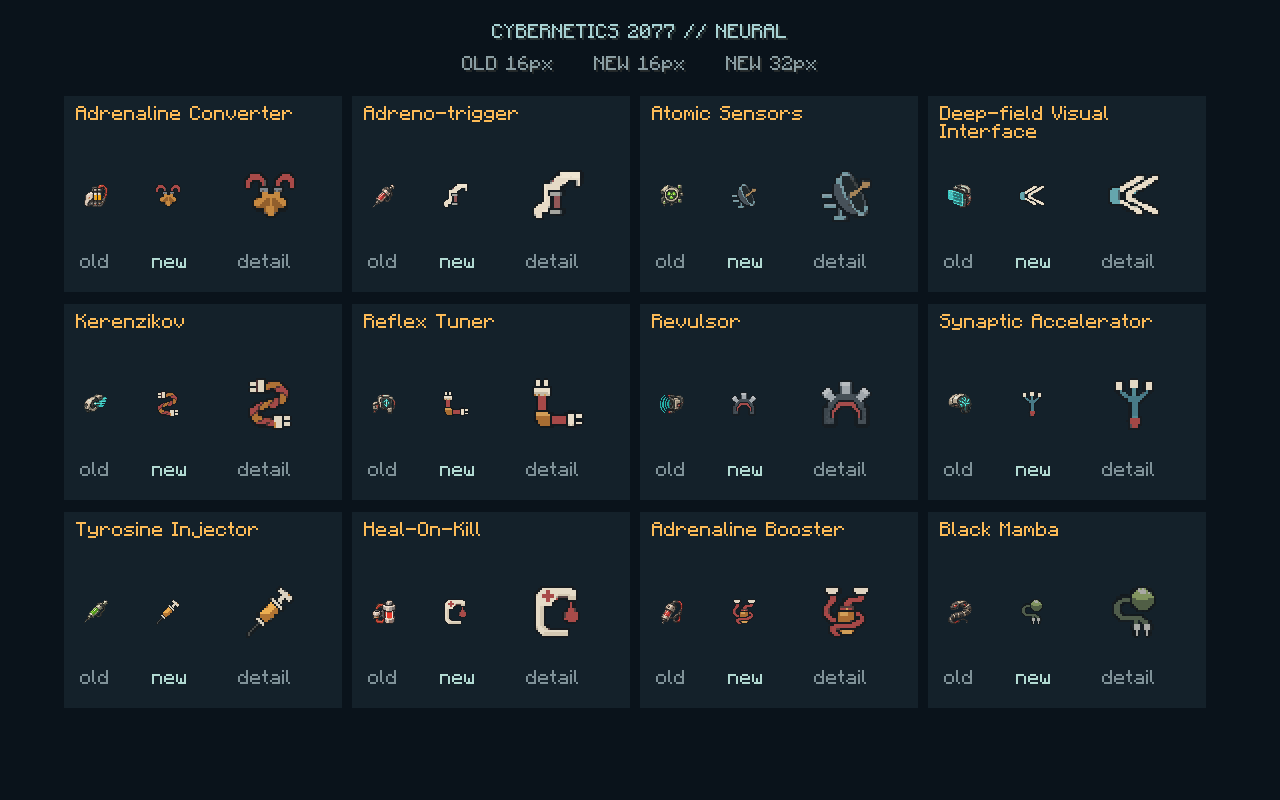 CYBERNETICS 2077 // NEURAL
OLD 16px NEW 16px NEW 32px
Adrenaline Converter
old new detail
Adreno-trigger
old new detail
Atomic Sensors
old new detail
Deep-field Visual
Interface
old new detail
Kerenzikov
old new detail
Reflex Tuner
old new detail
Revulsor
old new detail
Synaptic Accelerator
old new detail
Tyrosine Injector
old new detail
Heal-On-Kill
old new detail
Adrenaline Booster
old new detail
Black Mamba
old new detail